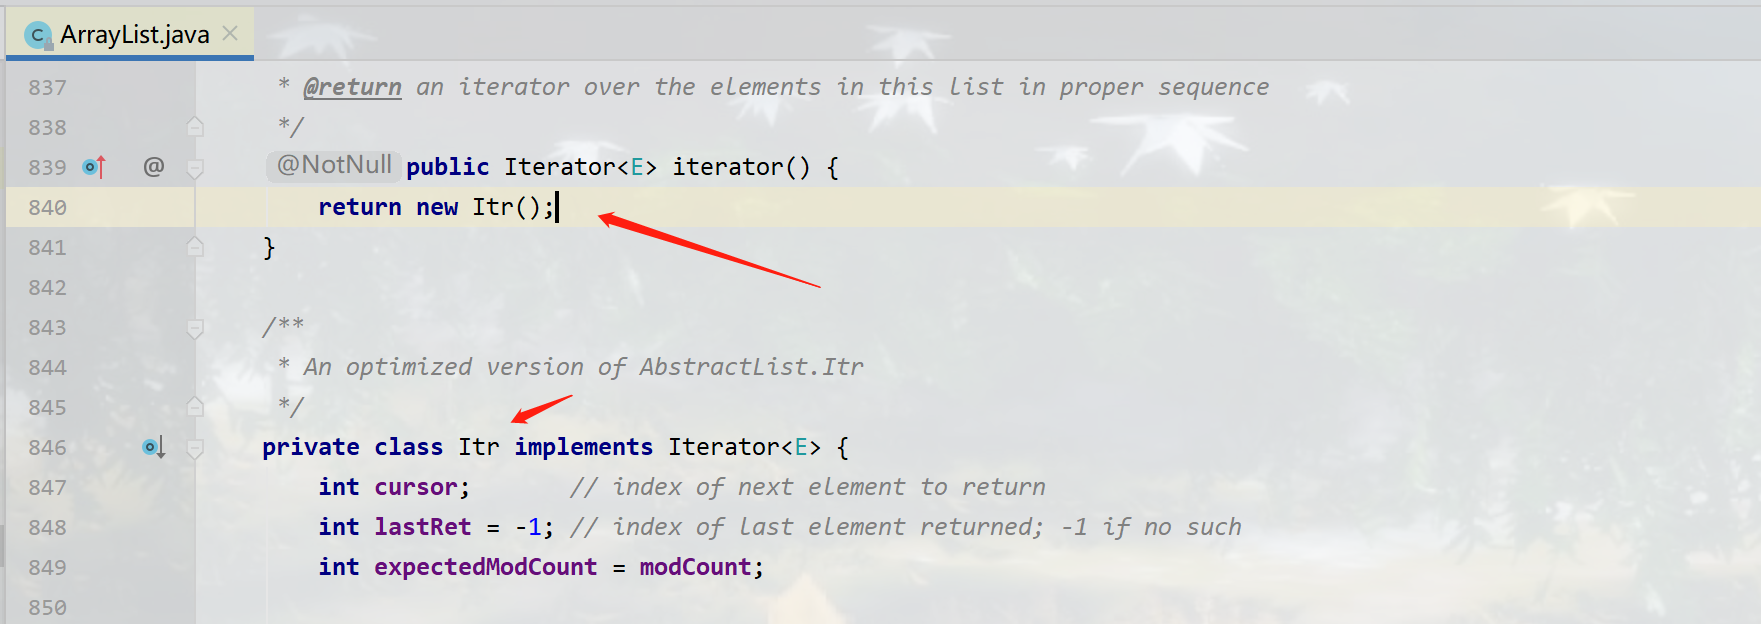 ArrayList.java
837 * @return an iterator over the elements in this list in proper sequence
838 */
839 @ @NotNull public Iterator<E> iterator() {
840 return new Itr();
841 }
842
843 /**
844 * An optimized version of AbstractList.Itr
845 */
846 private class Itr implements Iterator<E> {
847 int cursor; // index of next element to return
848 int lastRet = -1; // index of last element returned; -1 if no such
849 int expectedModCount = modCount;
850